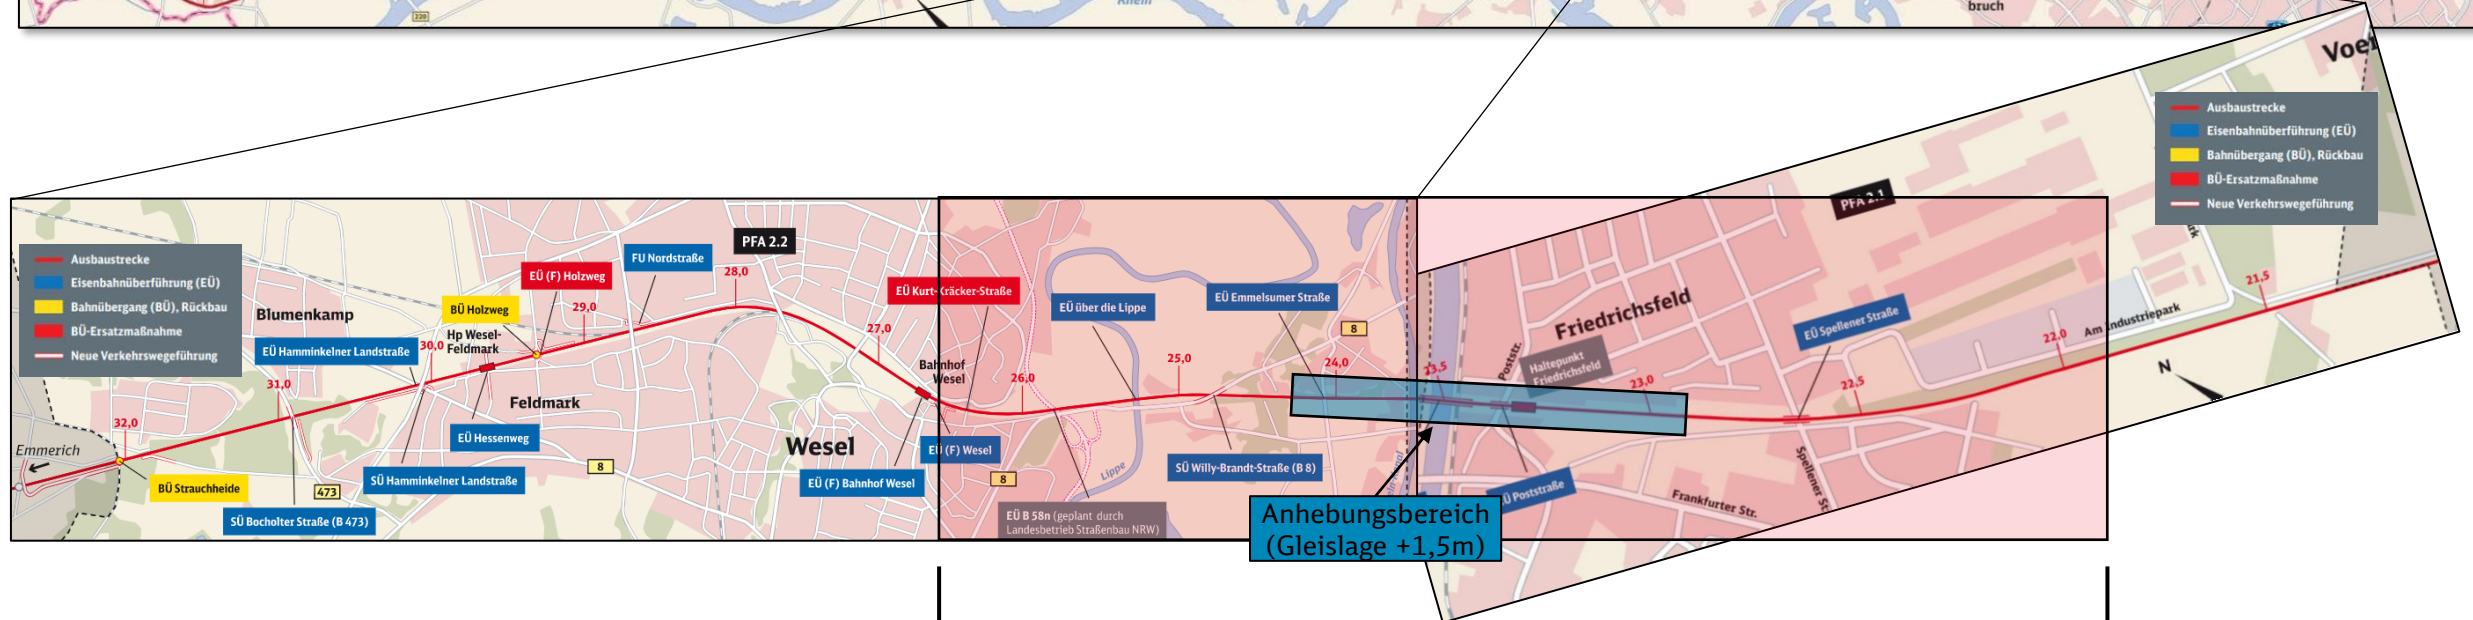 220
Rhein
bruch
Ausbaustrecke
Eisenbahnüberführung (EÜ)
Bahnübergang (BÜ), Rückbau
BÜ-Ersatzmaßnahme
Neue Verkehrswegeführung
PFA 2.2
FU Nordstraße
EÜ (F) Holzweg
28,0
29,0
BÜ Holzweg
Blumenkamp
Hp Wesel-
Feldmark
30,0
EÜ Hamminkelner Landstraße
31,0
Feldmark
32,0
Emmerich
EÜ Hessenweg
BÜ Strauchheide
473
SÜ Hamminkelner Landstraße
8
SÜ Bocholter Straße (B 473)
Wesel
EÜ Kurt-Kräcker-Straße
27,0
Bahnhof
Wesel
26,0
EÜ (F) Wesel
EÜ (F) Bahnhof Wesel
8
EÜ über die Lippe
25,0
EÜ Emmelsumer Straße
8
24,0
Lippe
SÜ Willy-Brandt-Straße (B 8)
EÜ B 58n (geplant durch
Landesbetrieb Straßenbau NRW)
Anhebungsbereich
(Gleislage +1,5m)
23,5
Poststr.
Haltepunkt
Friedrichsfeld
Friedrichsfeld
23,0
EÜ Poststraße
Frankfurter Str.
Spellener St
EÜ Spellener Straße
22,5
PFA 2.1
22,0
Am Industriepark
21,5
N
Voer
Ausbaustrecke
Eisenbahnüberführung (EÜ)
Bahnübergang (BÜ), Rückbau
BÜ-Ersatzmaßnahme
Neue Verkehrswegeführung